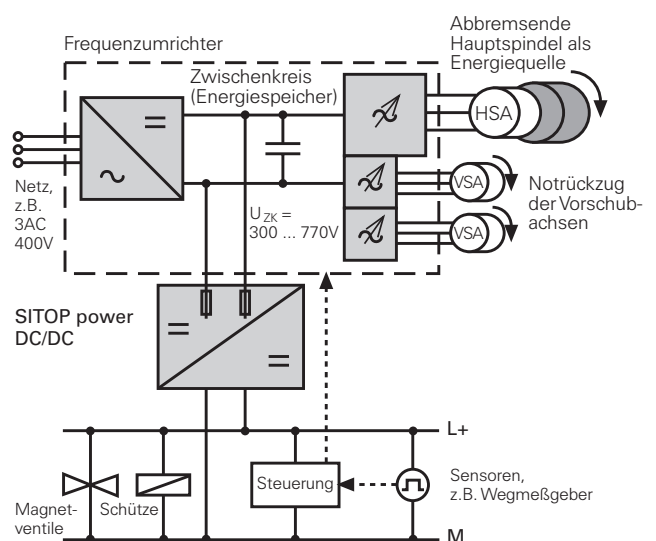 Abbremsende
Hauptspindel als
Energiequelle
Frequenzumrichter
Zwischenkreis
(Energiespeicher)
HSA
Netz,
z.B.
3AC
400V
U ZK =
300 ... 770V
VSA
VSA
Notrückzug
der Vorschub-
achsen
SITOP power
DC/DC
L+
Steuerung
Sensoren,
z.B. Wegmeßgeber
Magnet-
ventile
Schütze
M